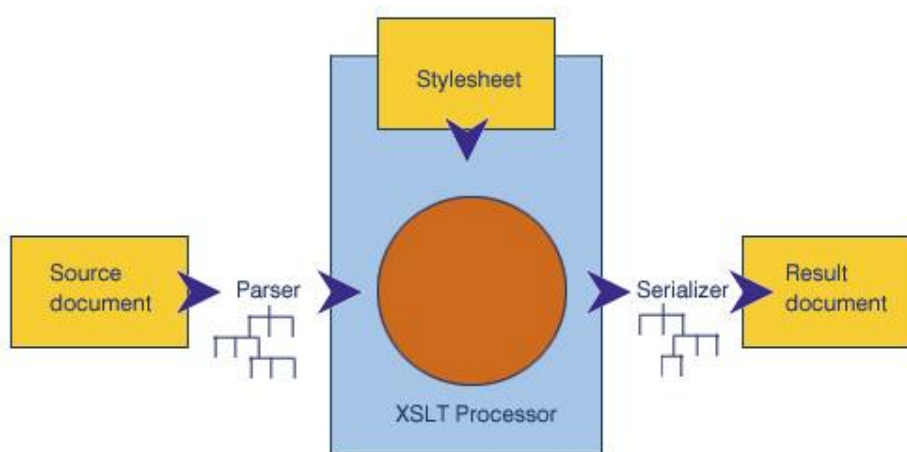 Stylesheet
Source
document
Parser
Serializer
Result
document
XSLT Processor